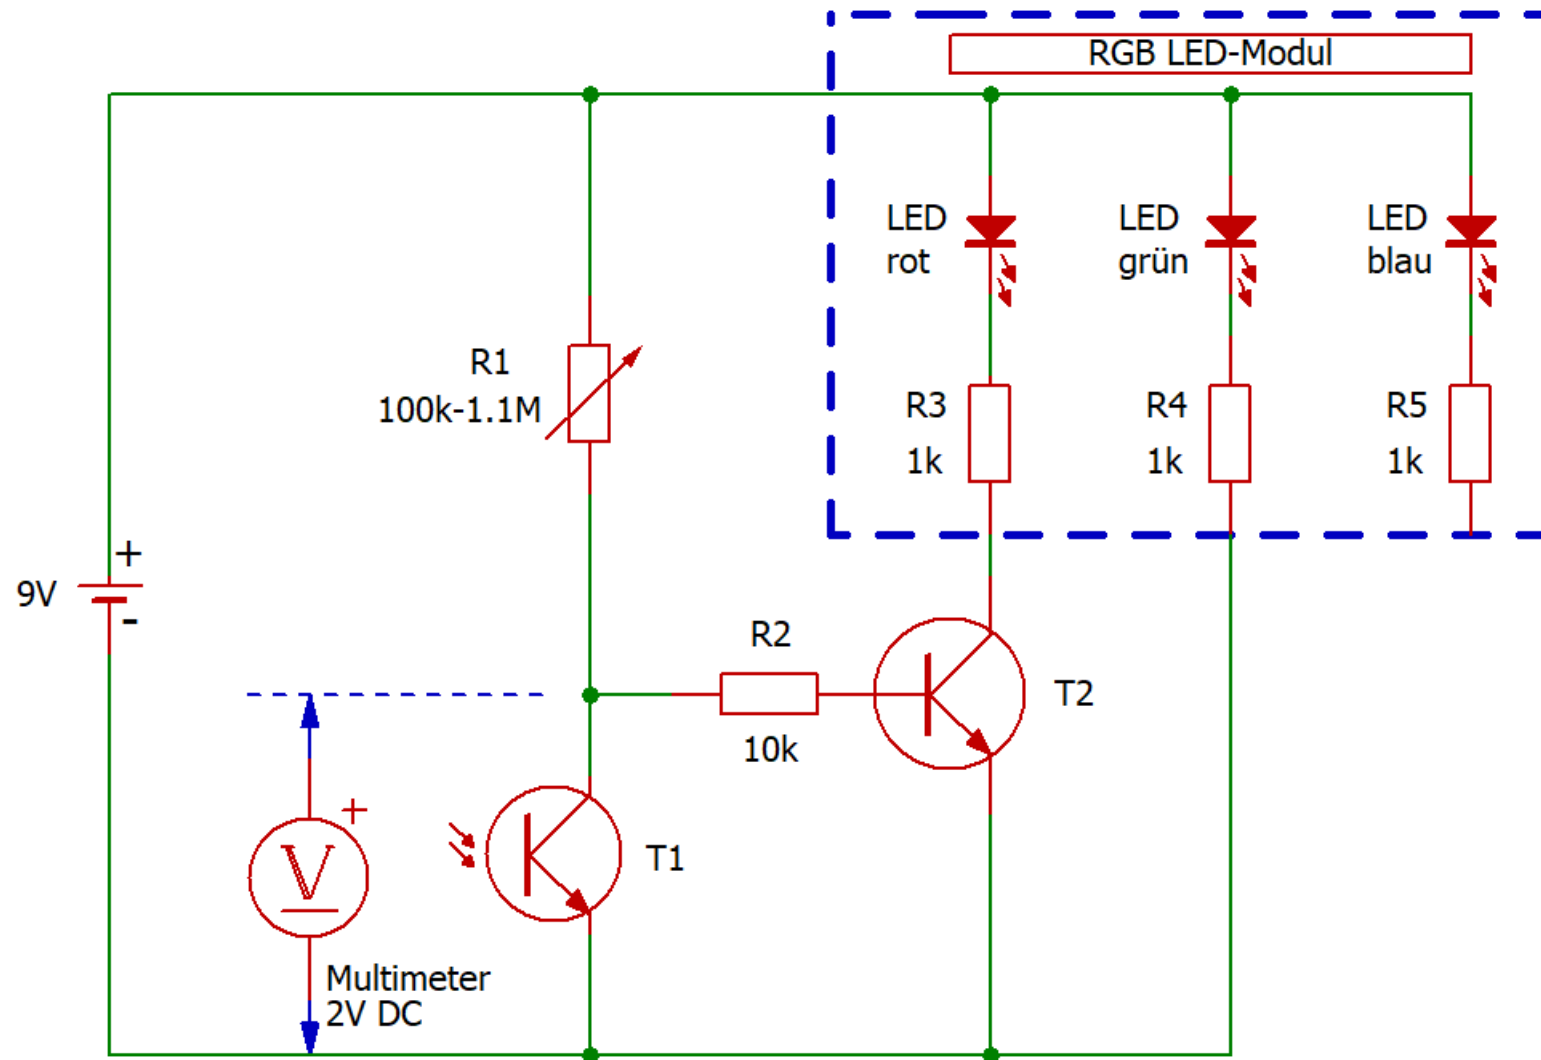 RGB LED-Modul
LED
rot
LED
grün
LED
blau
R1
100k-1.1M
R3
1k
R4
1k
R5
1k
+
9V
-
R2
10k
T2
T1
+
V
Multimeter
2V DC